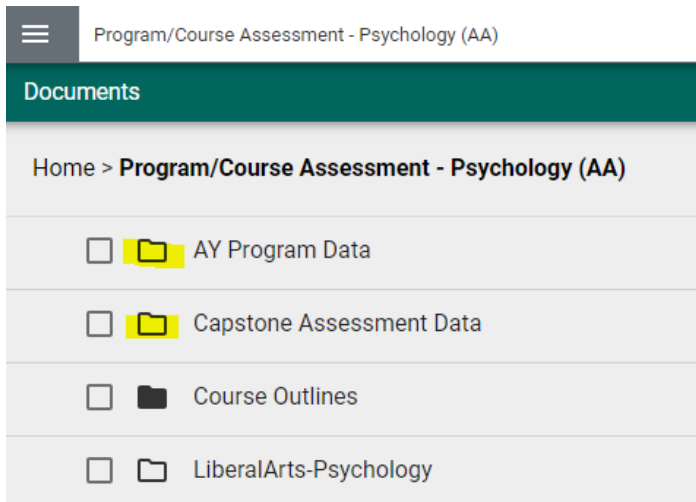 Program/Course Assessment - Psychology (AA)
Documents
Home > Program/Course Assessment - Psychology (AA)
AY Program Data
Capstone Assessment Data
Course Outlines
LiberalArts-Psychology